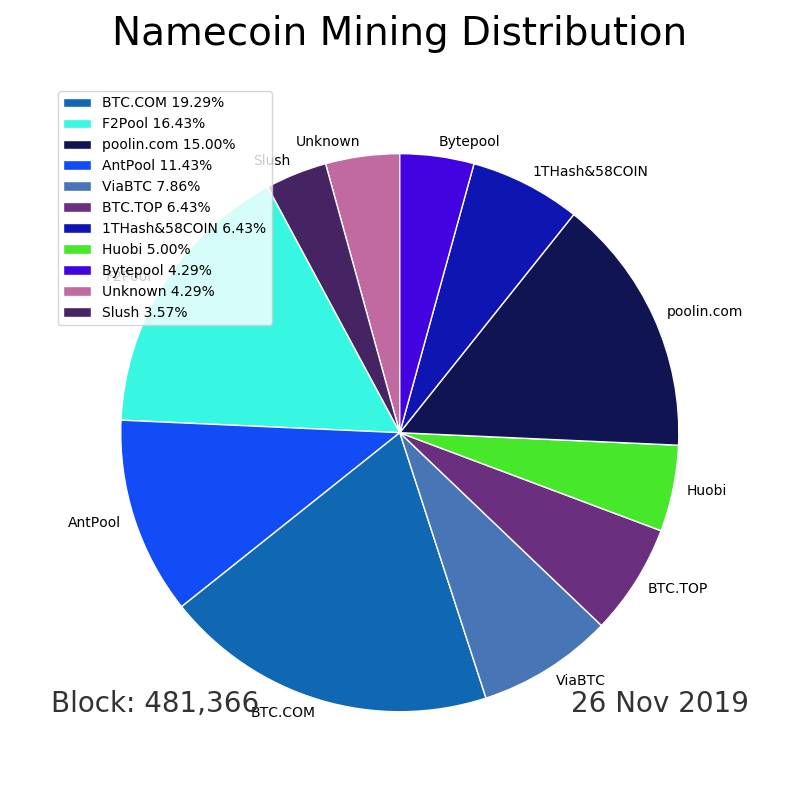 Namecoin Mining Distribution
BTC.COM 19.29%
F2Pool 16.43%
poolin.com 15.00%
AntPool 11.43%
ViaBTC 7.86%
BTC.TOP 6.43%
1THash&58COIN 6.43%
Huobi 5.00%
Bytepool 4.29%
Unknown 4.29%
Slush 3.57%
Unknown
Bytepool
Slush
1THash&58COIN
F2Pool
poolin.com
Huobi
AntPool
BTC.TOP
ViaBTC
Block: 481,366
26 Nov 2019
BTC.COM